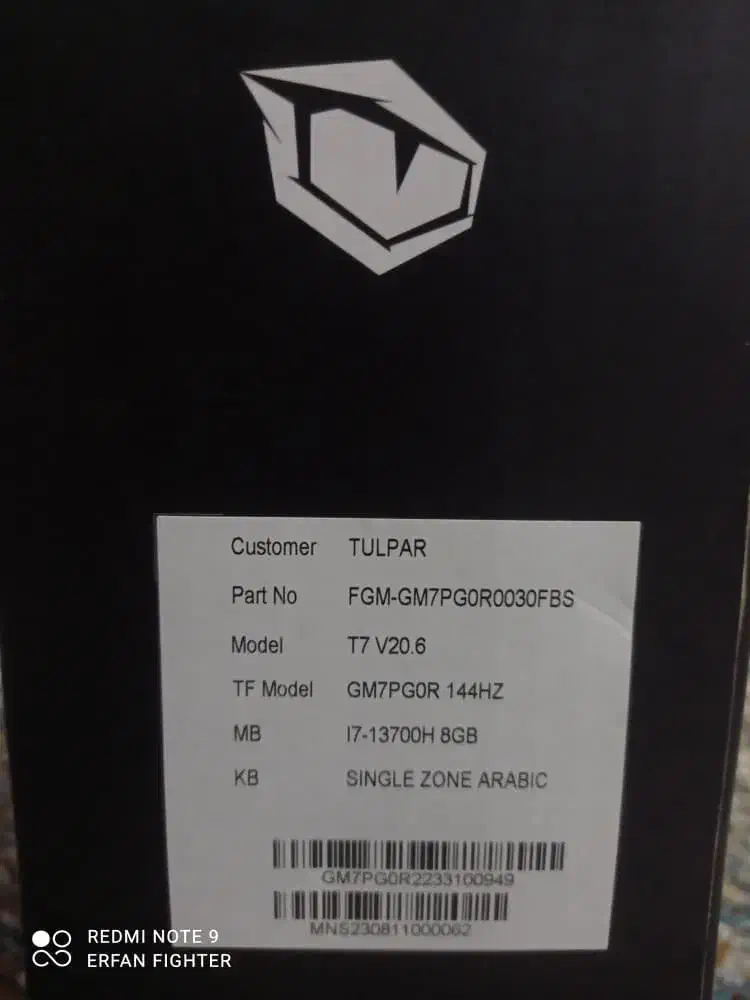 Customer TULPAR
Part No FGM-GM7PG0R0030FBS
Model T7 V20.6
TF Model GM7PG0R 144HZ
MB I7-13700H 8GB
KB SINGLE ZONE ARABIC
GM7PG0R2233100949
MNS230811000062
REDMI NOTE 9
ERFAN FIGHTER